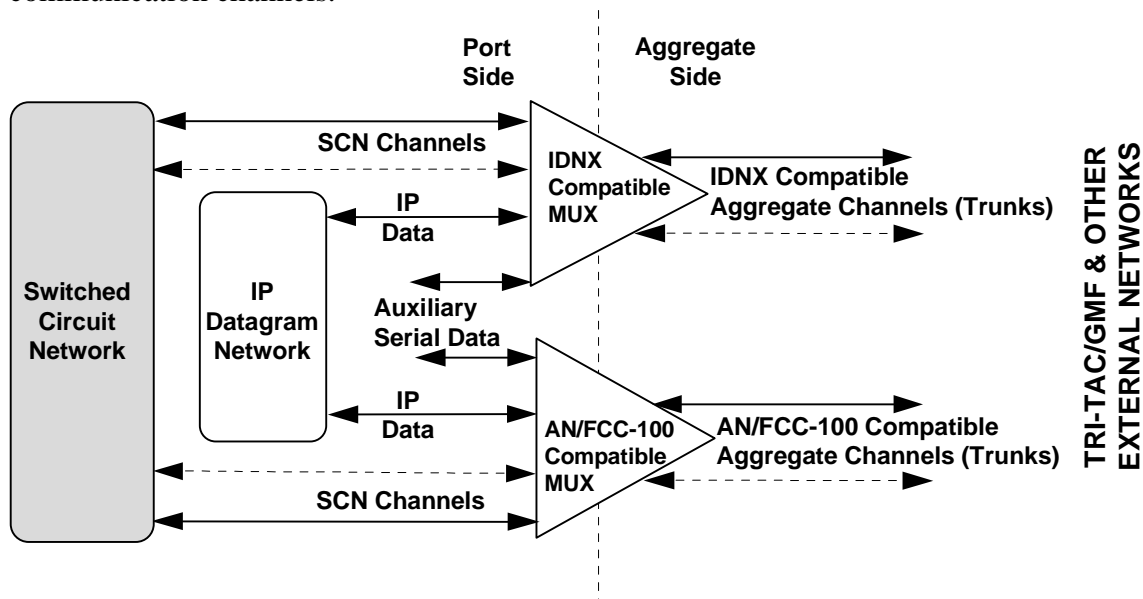 communication channels.
Port
Side
Aggregate
Side
SCN Channels
IDNX
Compatible
MUX
IDNX Compatible
Aggregate Channels (Trunks)
IP
Data
Switched
Circuit
Network
IP
Datagram
Network
Auxiliary
Serial Data
IP
Data
AN/FCC-100
Compatible
MUX
AN/FCC-100 Compatible
Aggregate Channels (Trunks)
SCN Channels
TRI-TAC/GMF & OTHER
EXTERNAL NETWORKS